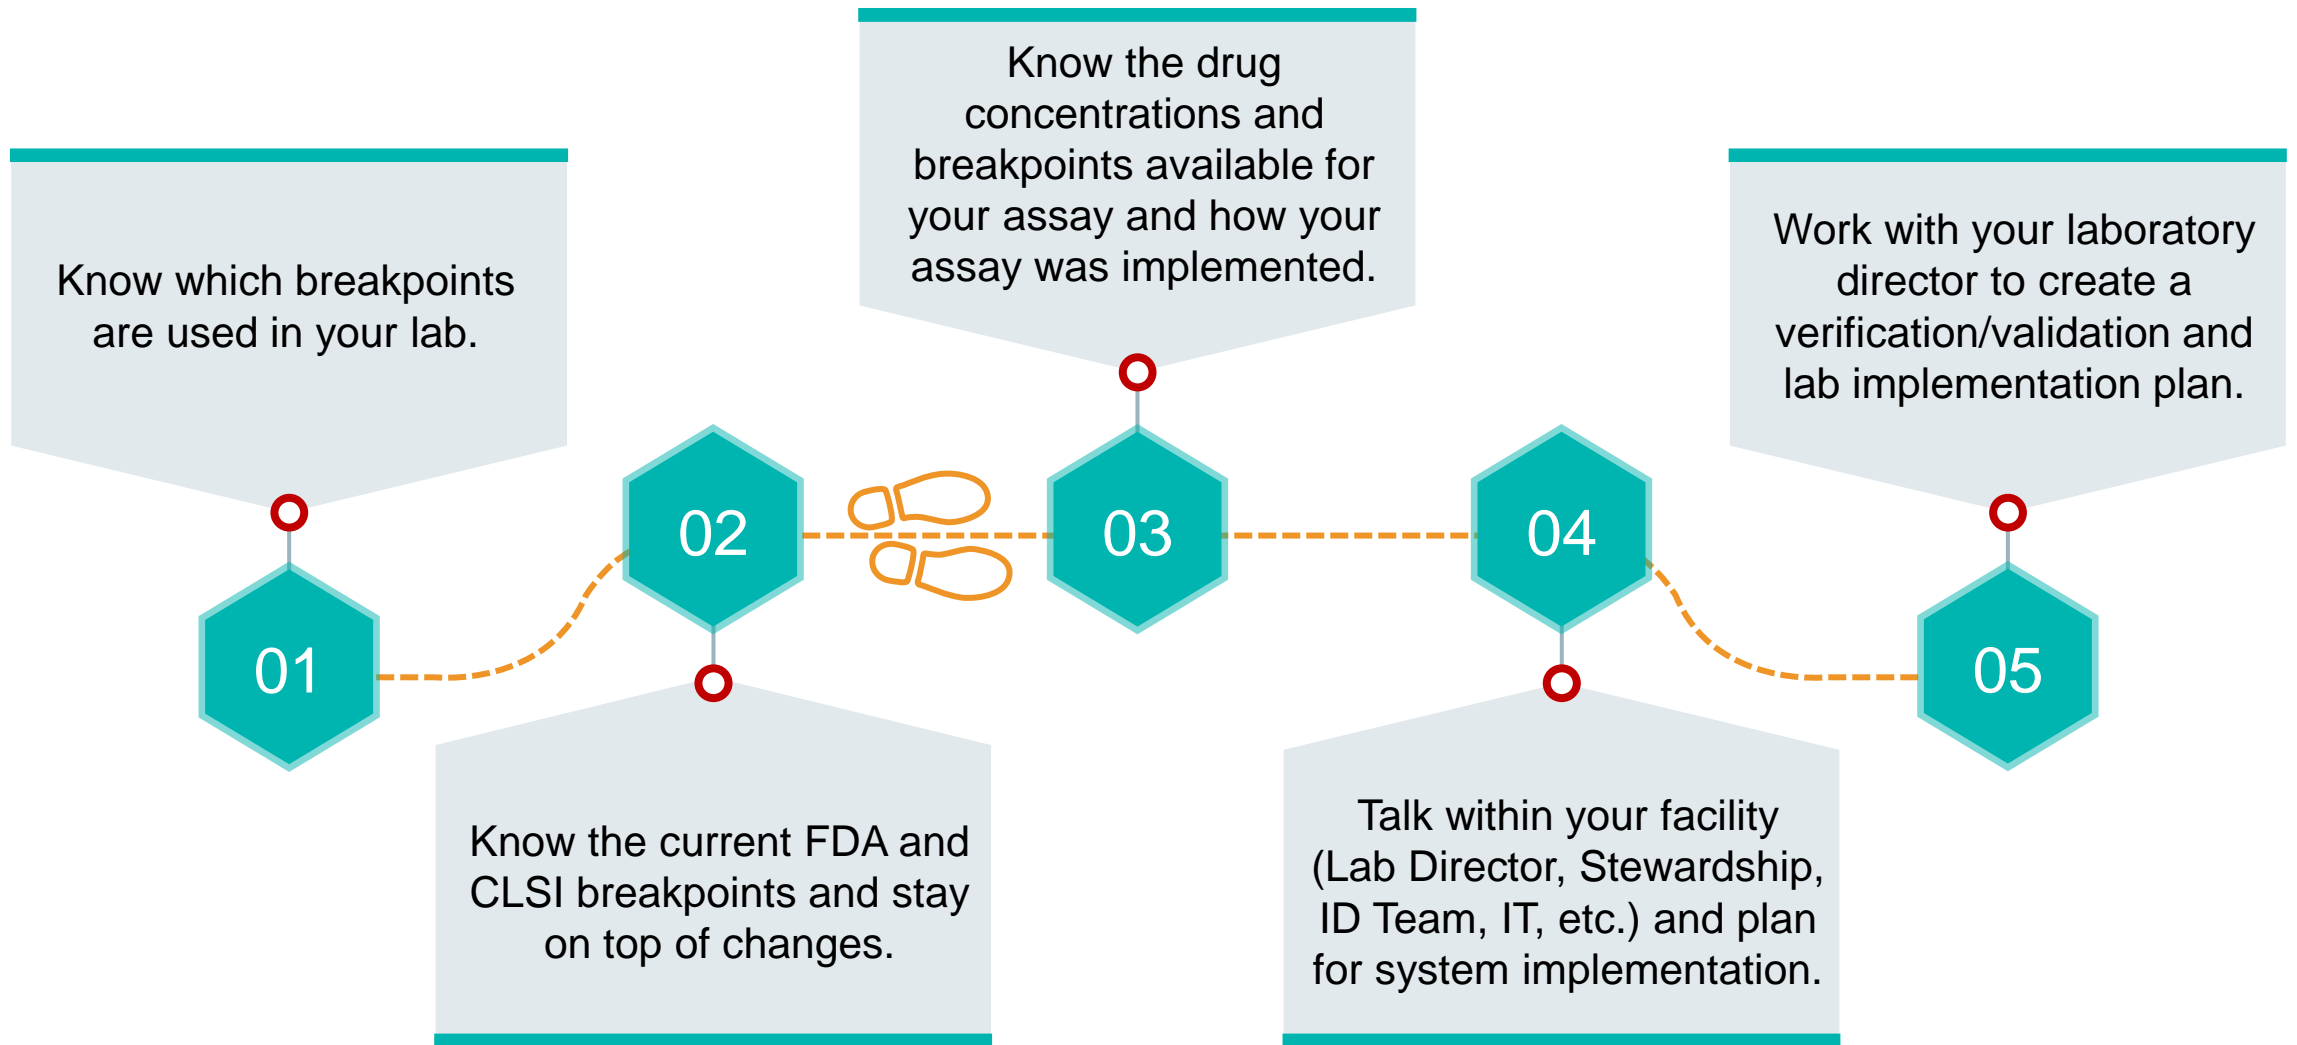 01
Know which breakpoints
are used in your lab.
02
Know the current FDA and
CLSI breakpoints and stay
on top of changes.
03
Know the drug
concentrations and
breakpoints available for
your assay and how your
assay was implemented.
04
Talk within your facility
(Lab Director, Stewardship,
ID Team, IT, etc.) and plan
for system implementation.
05
Work with your laboratory
director to create a
verification/validation and
lab implementation plan.